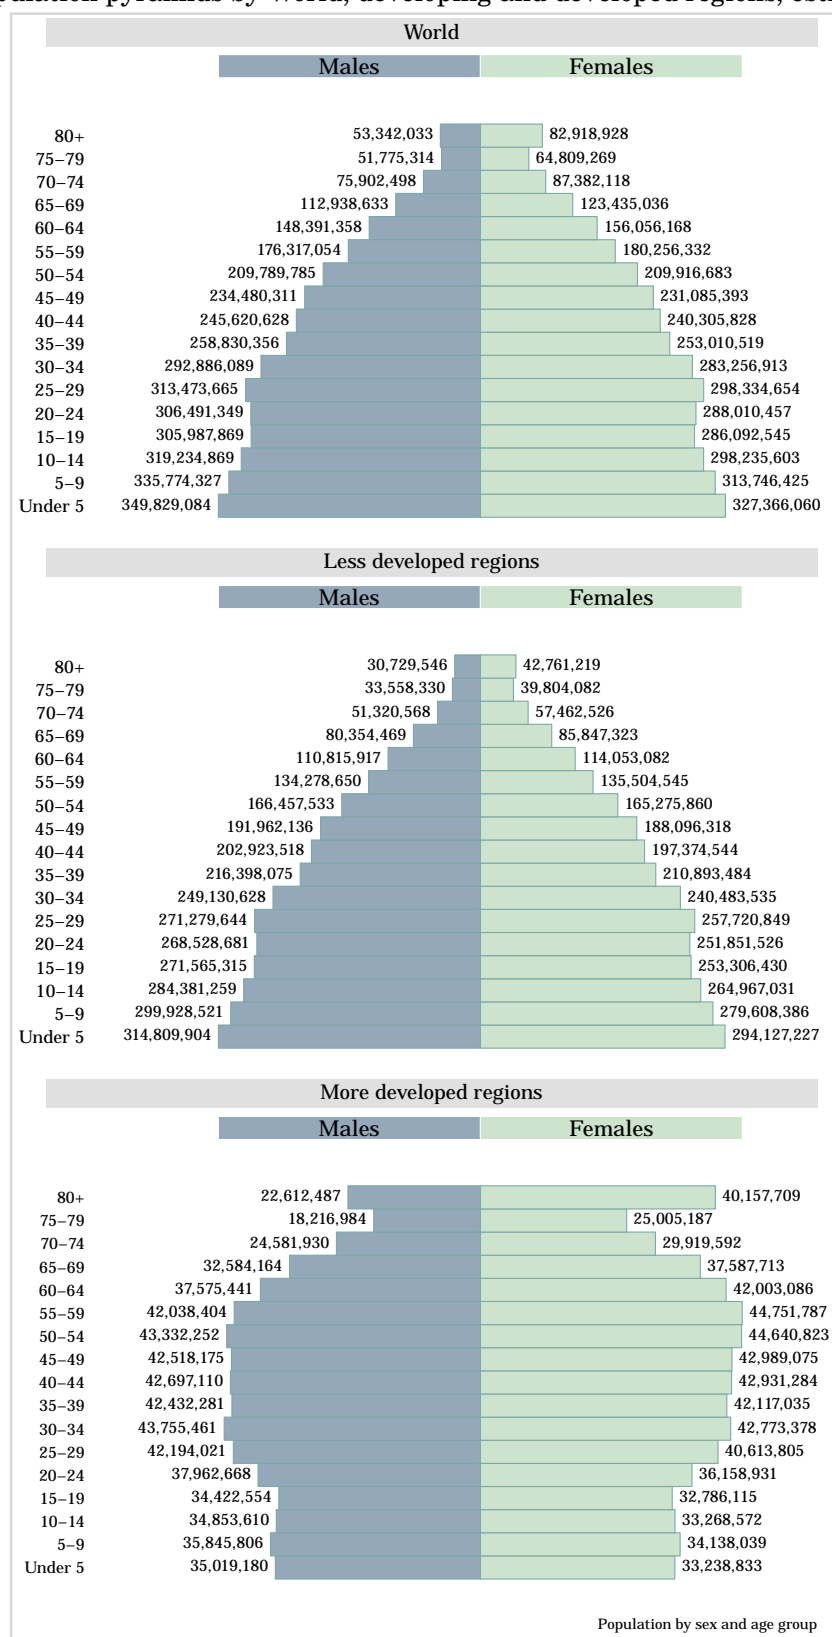 World
Males Females
80+ 53,342,033 82,918,928
75–79 51,775,314 64,809,269
70–74 75,902,498 87,382,118
65–69 112,938,633 123,435,036
60–64 148,391,358 156,056,168
55–59 176,317,054 180,256,332
50–54 209,789,785 209,916,683
45–49 234,480,311 231,085,393
40–44 245,620,628 240,305,828
35–39 258,830,356 253,010,519
30–34 292,886,089 283,256,913
25–29 313,473,665 298,334,654
20–24 306,491,349 288,010,457
15–19 305,987,869 286,092,545
10–14 319,234,869 298,235,603
5–9 335,774,327 313,746,425
Under 5 349,829,084 327,366,060
Less developed regions
Males Females
80+ 30,729,546 42,761,219
75–79 33,558,330 39,804,082
70–74 51,320,568 57,462,526
65–69 80,354,469 85,847,323
60–64 110,815,917 114,053,082
55–59 134,278,650 135,504,545
50–54 166,457,533 165,275,860
45–49 191,962,136 188,096,318
40–44 202,923,518 197,374,544
35–39 216,398,075 210,893,484
30–34 249,130,628 240,483,535
25–29 271,279,644 257,720,849
20–24 268,528,681 251,851,526
15–19 271,565,315 253,306,430
10–14 284,381,259 264,967,031
5–9 299,928,521 279,608,386
Under 5 314,809,904 294,127,227
More developed regions
Males Females
80+ 22,612,487 40,157,709
75–79 18,216,984 25,005,187
70–74 24,581,930 29,919,592
65–69 32,584,164 37,587,713
60–64 37,575,441 42,003,086
55–59 42,038,404 44,751,787
50–54 43,332,252 44,640,823
45–49 42,518,175 42,989,075
40–44 42,697,110 42,931,284
35–39 42,432,281 42,117,035
30–34 43,755,461 42,773,378
25–29 42,194,021 40,613,805
20–24 37,962,668 36,158,931
15–19 34,422,554 32,786,115
10–14 34,853,610 33,268,572
5–9 35,845,806 34,138,039
Under 5 35,019,180 33,238,833
Population by sex and age group